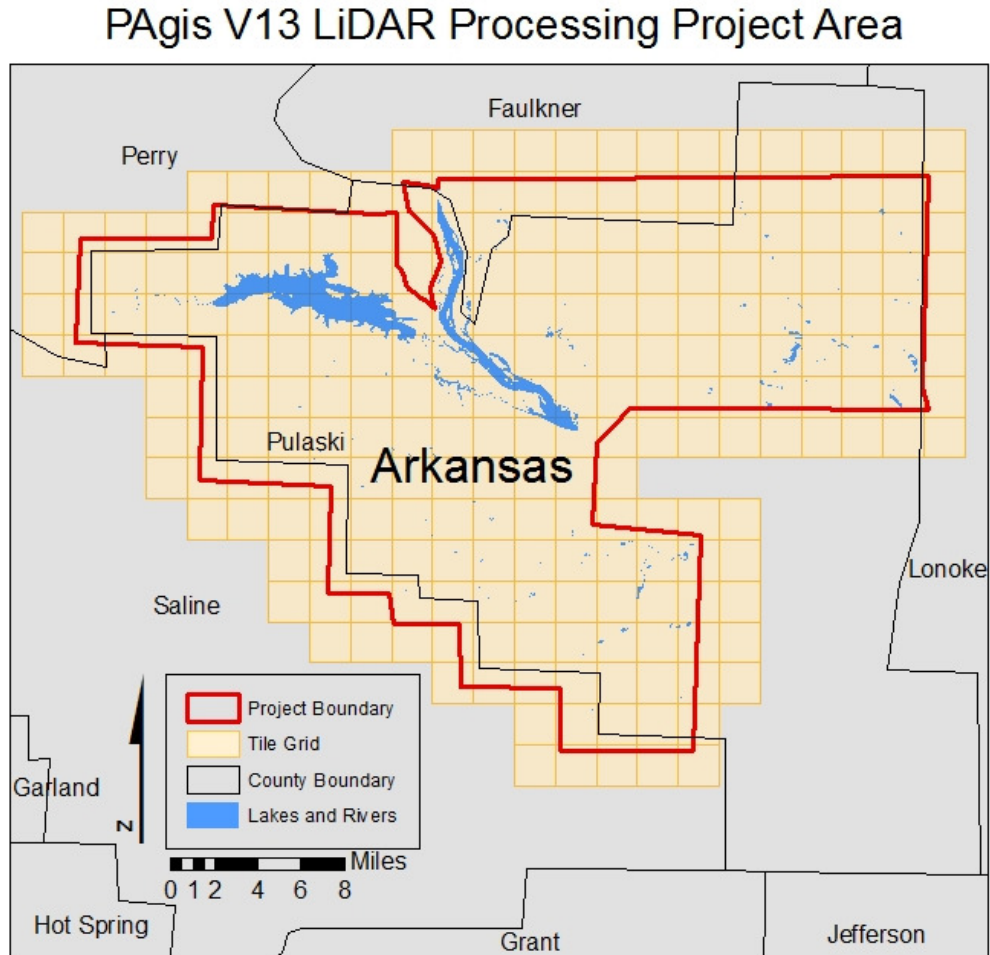 PAgis V13 LiDAR Processing Project Area
Faulkner
Perry
Pulaski
Arkansas
Lonoke
Saline
Project Boundary
Tile Grid
County Boundary
Lakes and Rivers
Garland
N
Miles
0 1 2 4 6 8
Hot Spring
Grant
Jefferson